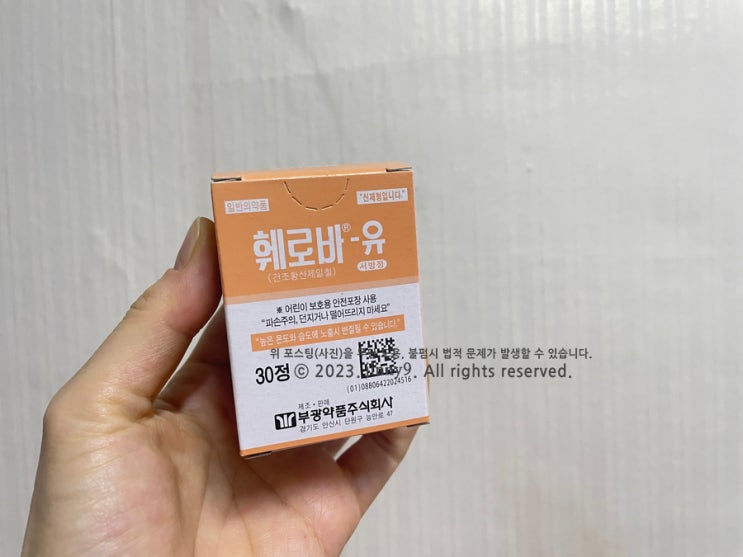 일반의약품
"신제형입니다."
훼로바®-유
서방정
(건조황산제일철)
※ 어린이 보호용 안전포장 사용
"파손주의, 던지거나 떨어뜨리지 마세요"
"높은 온도와 습도에 노출시 변질될 수 있습니다."
위 포스팅(사진)을 불펌시 법적 문제가 발생할 수 있습니다.
30정
© 2023. All rights reserved.
(01)08806422024516
제조·판매
부광약품주식회사
경기도 안산시 단원구 능안로 47